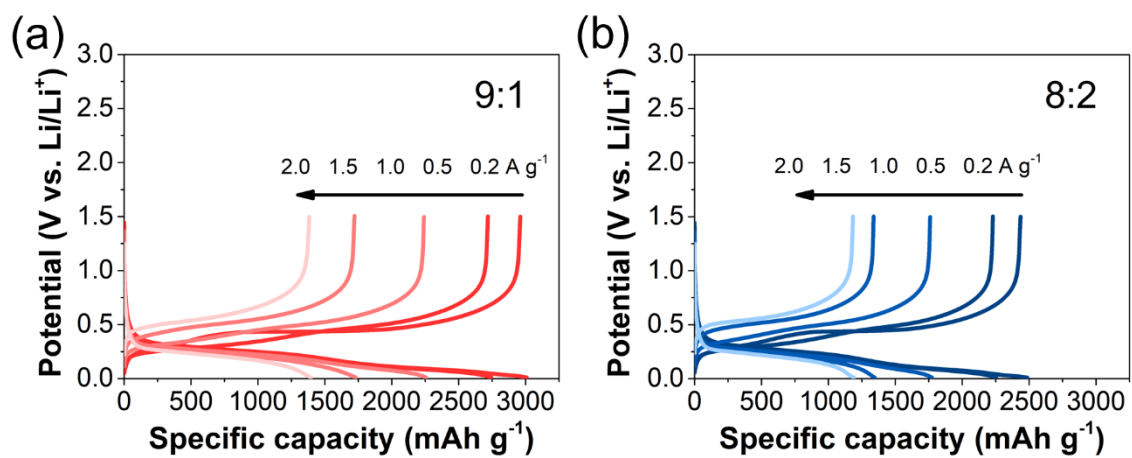 (a)
3.0
2.5
2.0
1.5
1.0
0.5
0.0
Potential (V vs. Li/Li⁺)
9:1
2.0 1.5 1.0 0.5 0.2 A g⁻¹
0 500 1000 1500 2000 2500 3000
Specific capacity (mAh g⁻¹)
(b)
3.0
2.5
2.0
1.5
1.0
0.5
0.0
Potential (V vs. Li/Li⁺)
8:2
2.0 1.5 1.0 0.5 0.2 A g⁻¹
0 500 1000 1500 2000 2500 3000
Specific capacity (mAh g⁻¹)